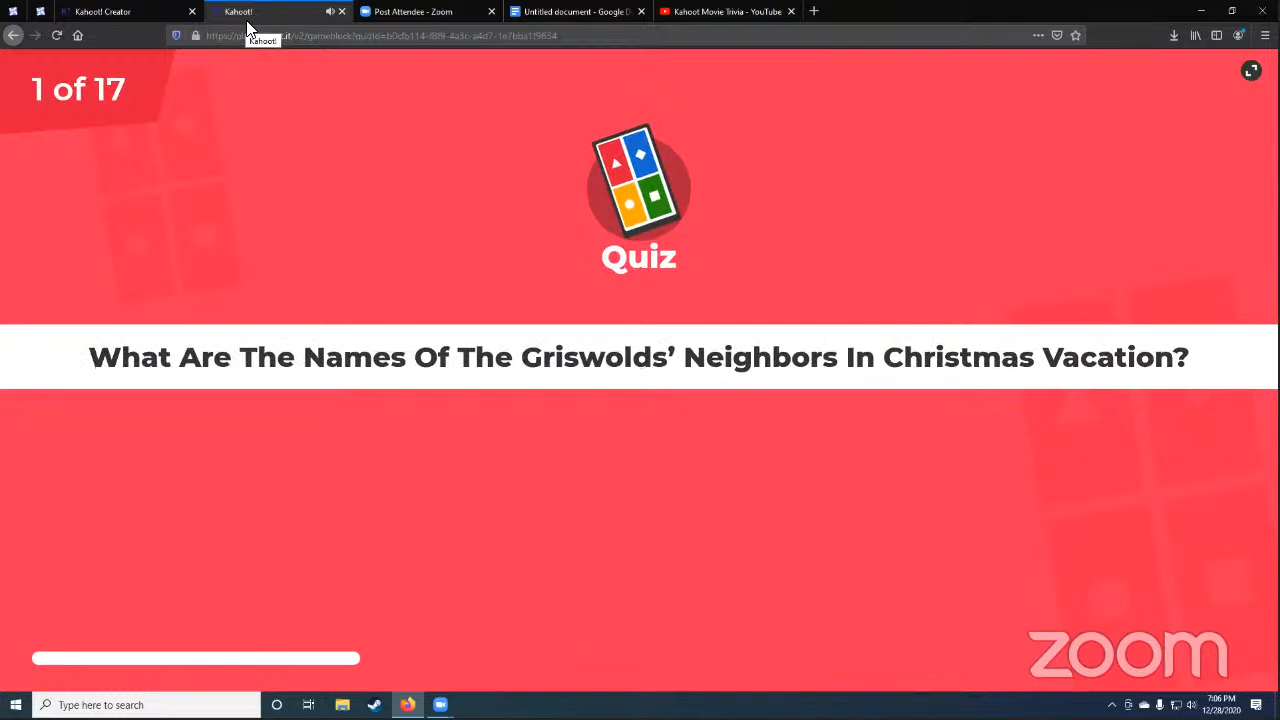 Kahoot! Creator
Kahoot!
Post Attendee - Zoom
Untitled document - Google D
Kahoot Movie Trivia - YouTube
Kahoot!
1 of 17
Quiz
What Are The Names Of The Griswolds’ Neighbors In Christmas Vacation?
zoom
Type here to search
7:06 PM
12/28/2020